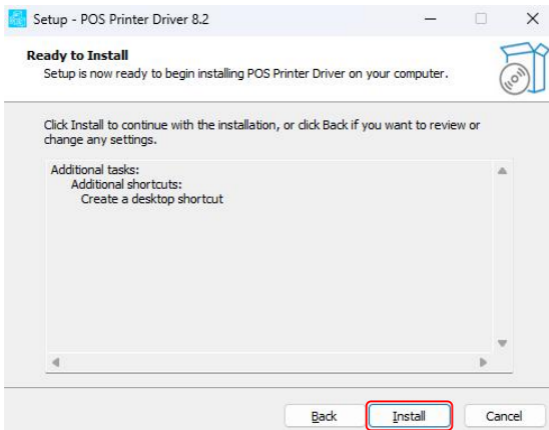 Setup - POS Printer Driver 8.2
Ready to Install
Setup is now ready to begin installing POS Printer Driver on your computer.
Click Install to continue with the installation, or click Back if you want to review or
change any settings.
Additional tasks:
Additional shortcuts:
Create a desktop shortcut
Back
Install
Cancel